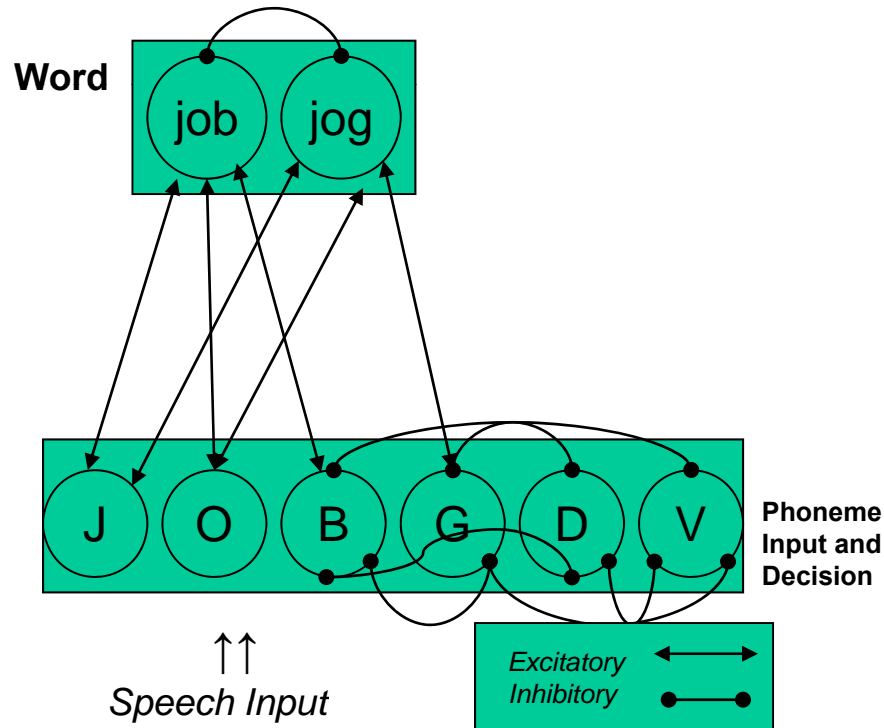 Word
job jog
J O B G D V
Phoneme
Input and
Decision
↑↑
Speech Input
Excitatory
Inhibitory